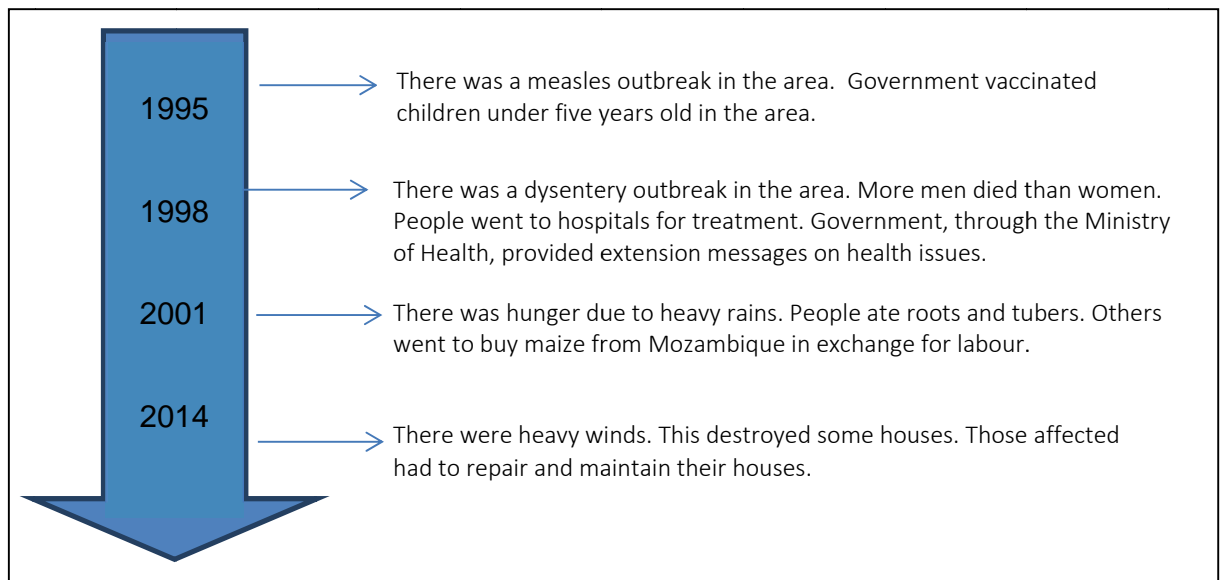 1995
There was a measles outbreak in the area. Government vaccinated
children under five years old in the area.
1998
There was a dysentery outbreak in the area. More men died than women.
People went to hospitals for treatment. Government, through the Ministry
of Health, provided extension messages on health issues.
2001
There was hunger due to heavy rains. People ate roots and tubers. Others
went to buy maize from Mozambique in exchange for labour.
2014
There were heavy winds. This destroyed some houses. Those affected
had to repair and maintain their houses.